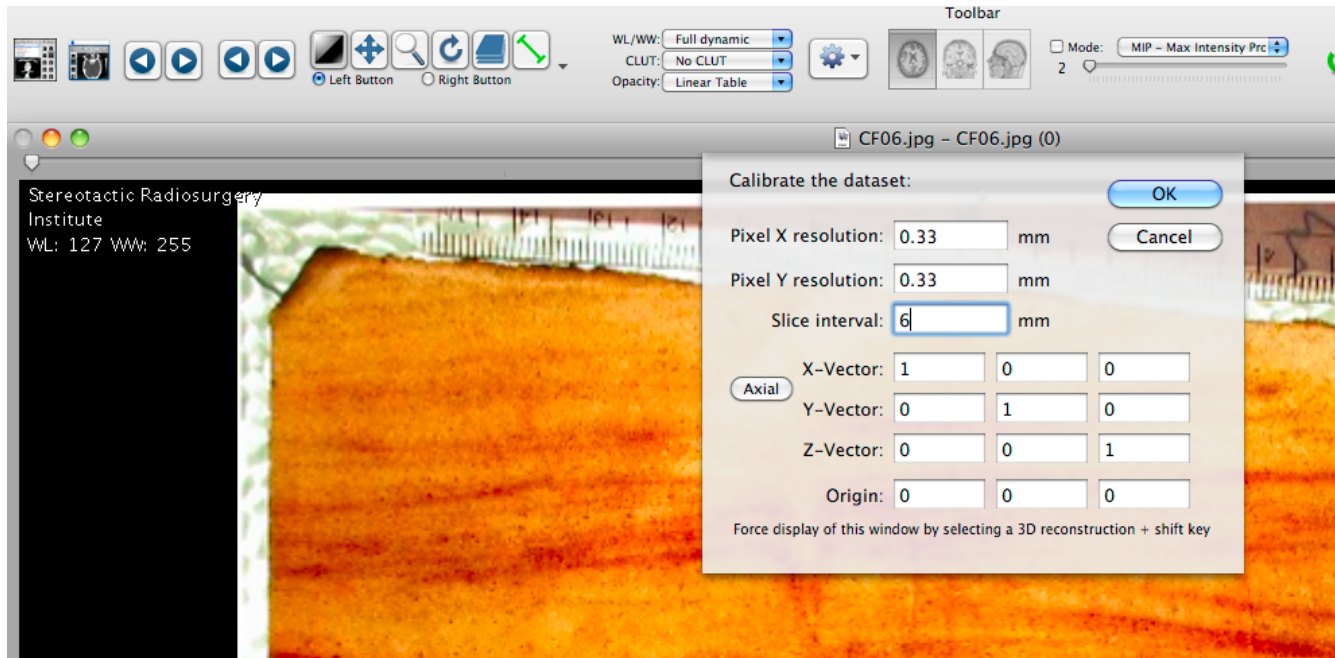 Toolbar
WL/WW: Full dynamic
CLUT: No CLUT
Opacity: Linear Table
Left Button
Right Button
Mode: MIP – Max Intensity Prc
2
CF06.jpg – CF06.jpg (0)
Stereotactic Radiosurgery
Institute
WL: 127 WW: 255
Calibrate the dataset:
OK
Pixel X resolution: 0.33 mm
Cancel
Pixel Y resolution: 0.33 mm
Slice interval: 6 mm
X-Vector: 1 0 0
Axial
Y-Vector: 0 1 0
Z-Vector: 0 0 1
Origin: 0 0 0
Force display of this window by selecting a 3D reconstruction + shift key